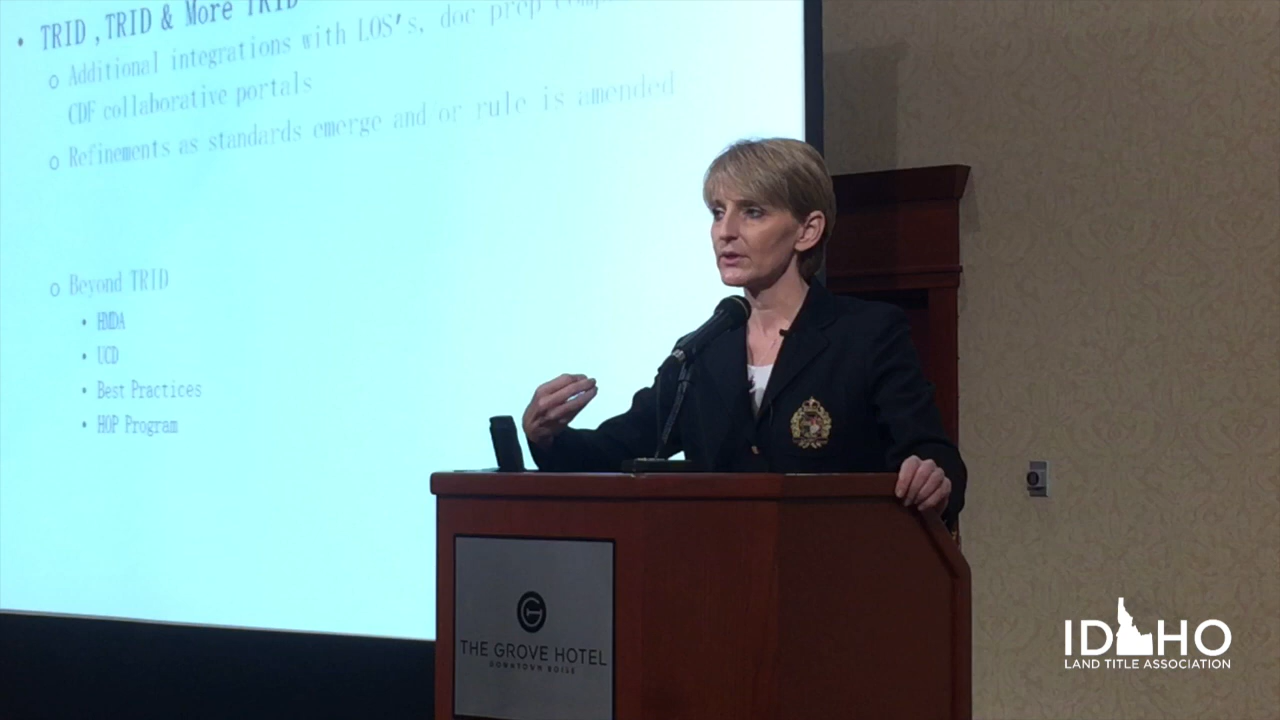 • TRID ,TRID & More TRID
o Additional integrations with LOS's, doc prep
CDF collaborative portals
o Refinements as standards emerge and or rule is amended
o Beyond TRID
• HMDA
• UCD
• Best Practices
• HOP Program
THE GROVE HOTEL
DOWNTOWN BOISE
IDAHO
LAND TITLE ASSOCIATION